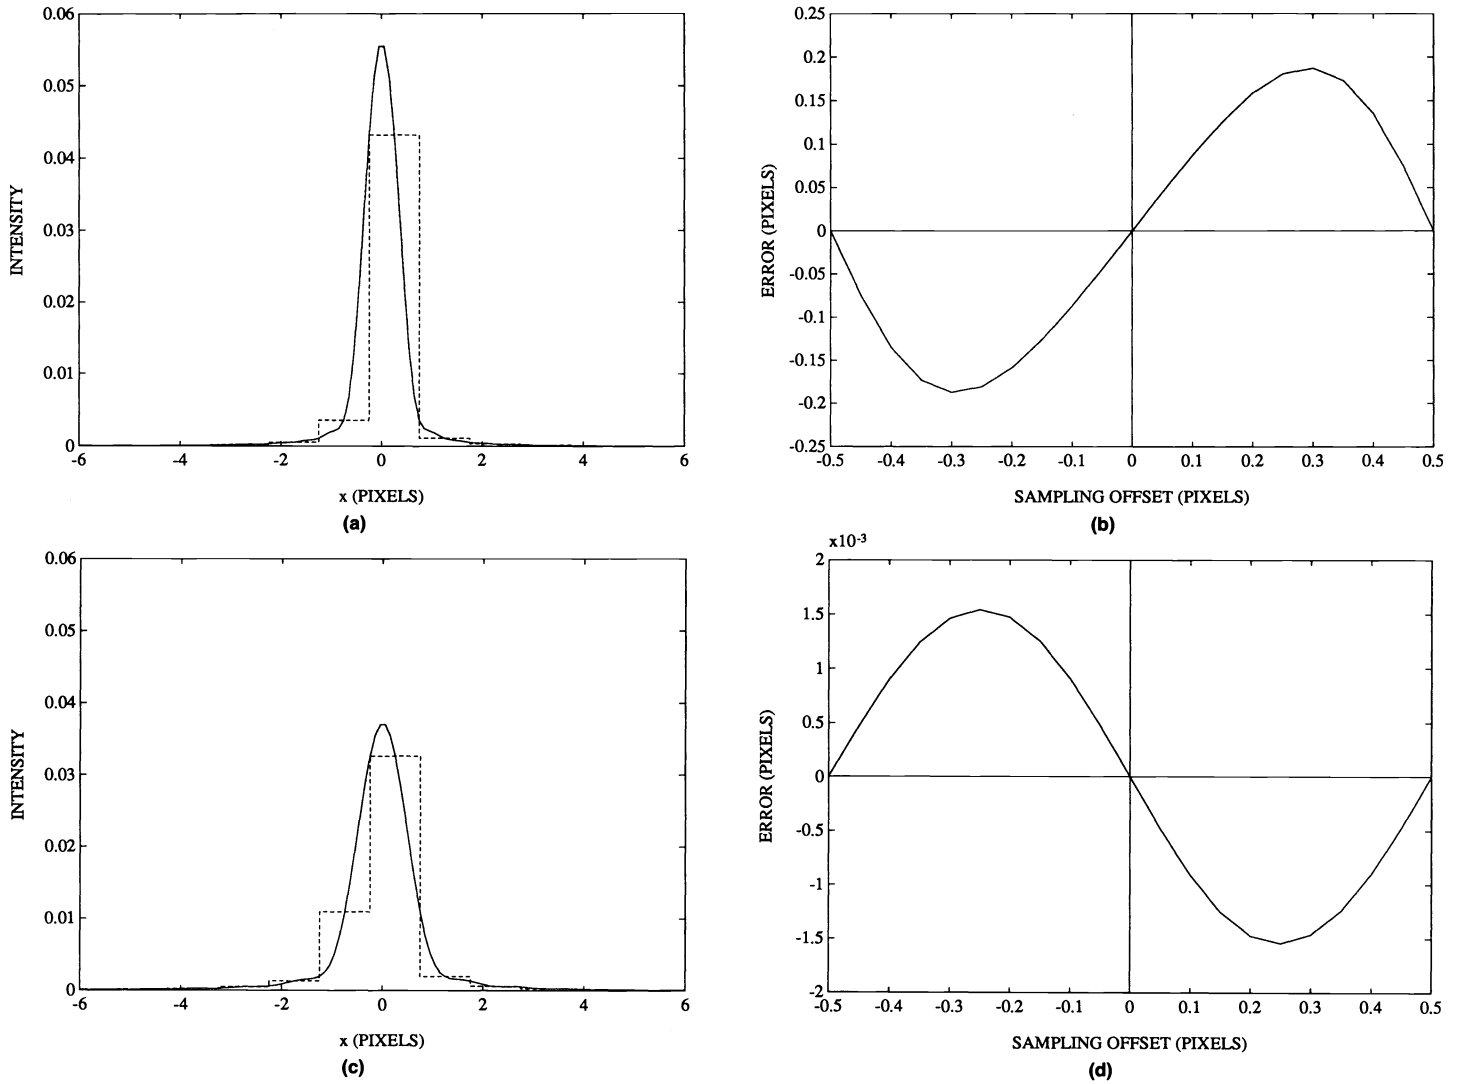 0.06
0.05
0.04
0.03
0.02
0.01
0
INTENSITY
-6 -4 -2 0 2 4 6
x (PIXELS)
(a)
0.25
0.2
0.15
0.1
0.05
0
-0.05
-0.1
-0.15
-0.2
-0.25
ERROR (PIXELS)
-0.5 -0.4 -0.3 -0.2 -0.1 0 0.1 0.2 0.3 0.4 0.5
SAMPLING OFFSET (PIXELS)
(b)
0.06
0.05
0.04
0.03
0.02
0.01
0
INTENSITY
-6 -4 -2 0 2 4 6
x (PIXELS)
(c)
x10-3
2
1.5
1
0.5
0
-0.5
-1
-1.5
-2
ERROR (PIXELS)
-0.5 -0.4 -0.3 -0.2 -0.1 0 0.1 0.2 0.3 0.4 0.5
SAMPLING OFFSET (PIXELS)
(d)